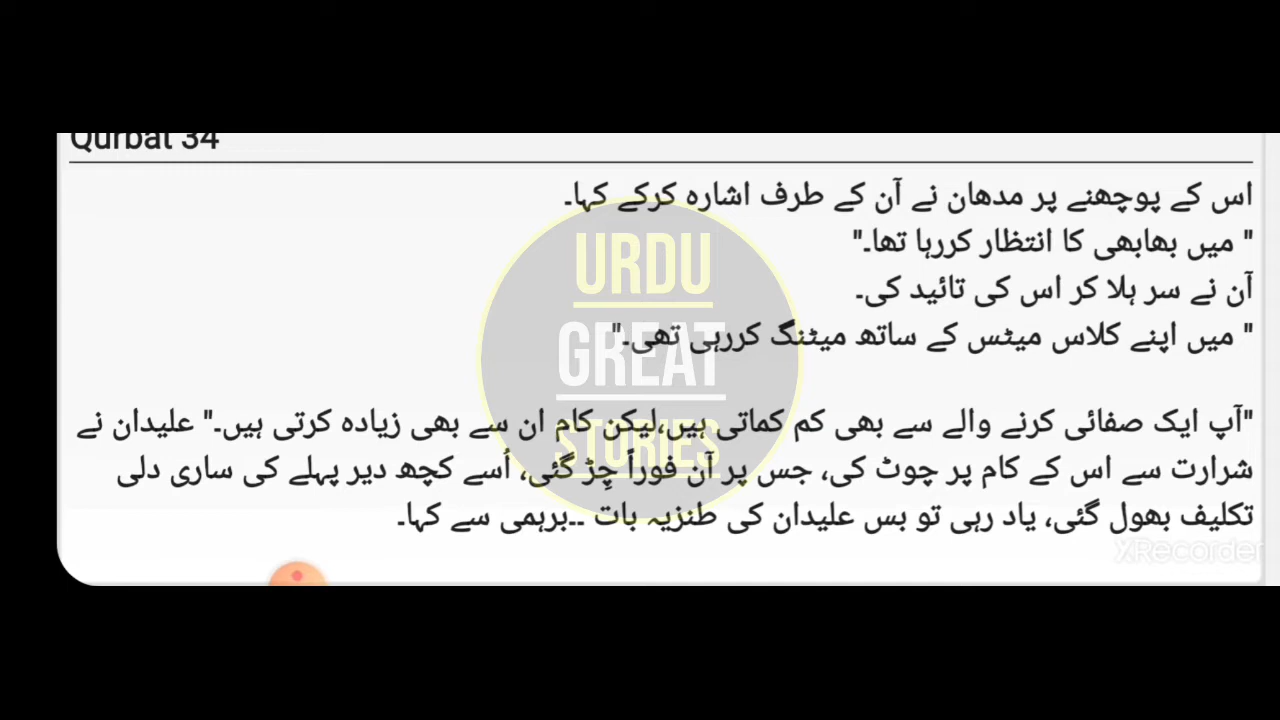 Qurbat 34
اس کے پوچھنے پر مدھان نے آن کے طرف اشارہ کرکے کہا۔
" میں بھابھی کا انتظار کررہا تھا۔"
آن نے سر ہلا کر اس کی تائید کی۔
" میں اپنے کلاس میٹس کے ساتھ میٹنگ کررہی تھی۔"
"آپ ایک صفائی کرنے والے سے بھی کم کماتی ہیں،لیکن کام ان سے بھی زیادہ کرتی ہیں۔" علیدان نے
شرارت سے اس کے کام پر چوٹ کی، جس پر آن فوراً چِڑ گئی، اُسے کچھ دیر پہلے کی ساری دلی
تکلیف بھول گئی، یاد رہی تو بس علیدان کی طنزیہ بات ۔۔برہمی سے کہا۔
URDU
GREAT
STORIES
XRecorder